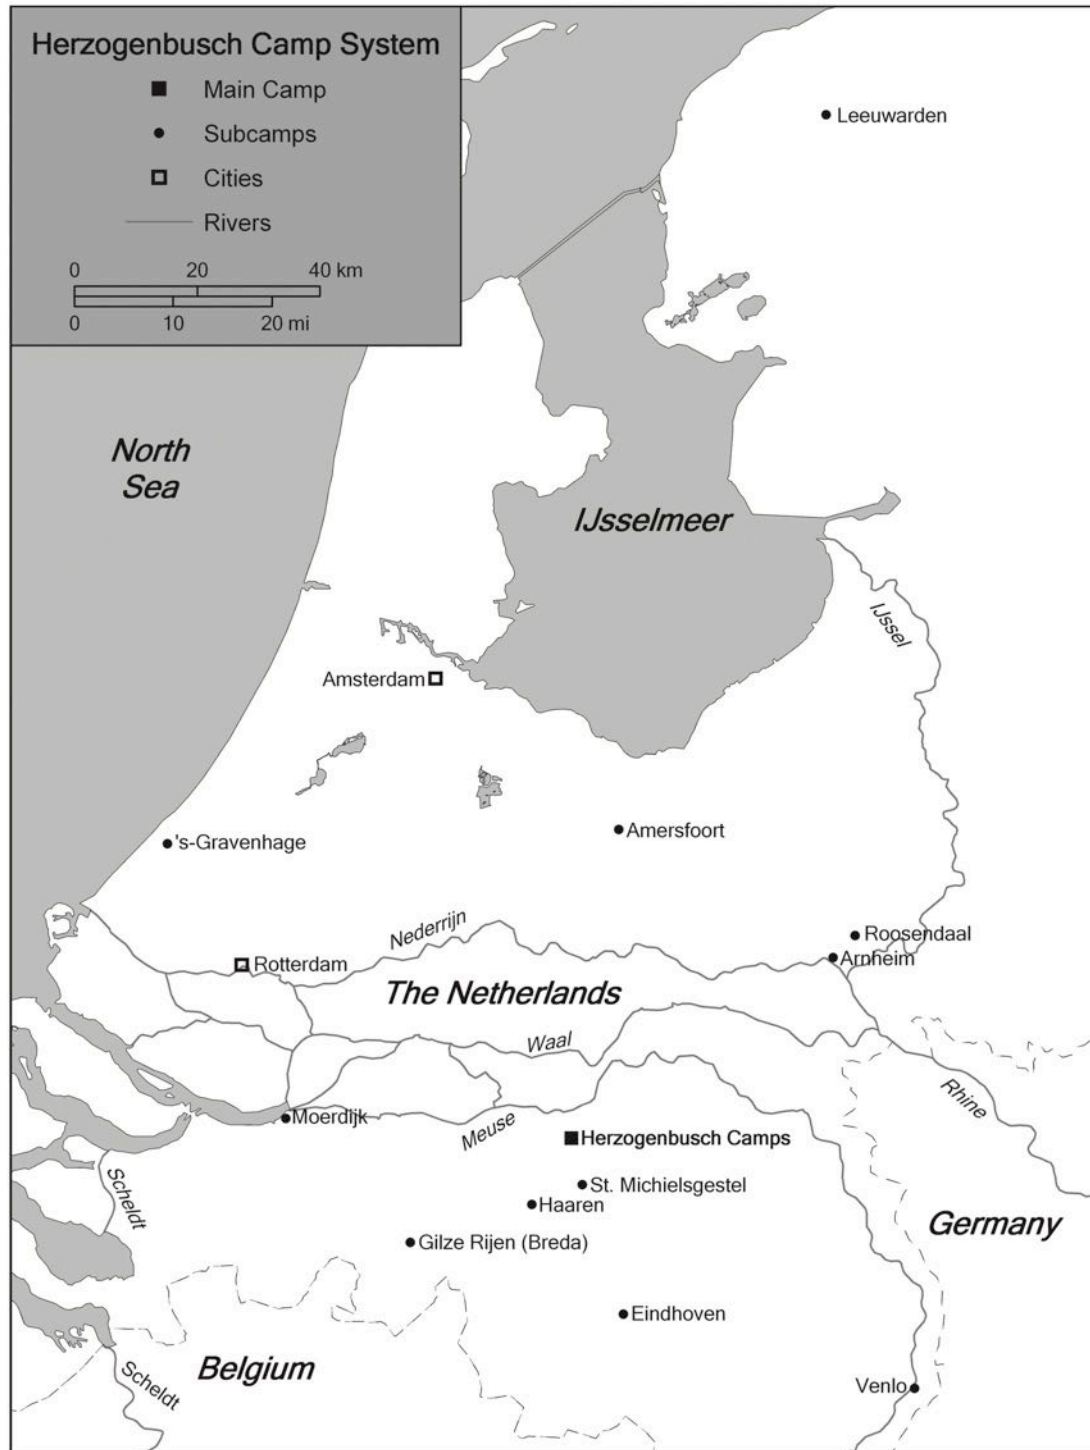 Herzogenbusch Camp System
Main Camp
Subcamps
Cities
Rivers
0 20 40 km
0 10 20 mi
Leeuwarden
North
Sea
IJsselmeer
IJssel
Amsterdam
's-Gravenhage
Amersfoort
Nederrijn
Roosendaal
Rotterdam
Arnheim
The Netherlands
Waal
Rhine
Moerdijk
Meuse
Herzogenbusch Camps
Scheldt
St. Michielsgestel
Haaren
Germany
Gilze Rijen (Breda)
Eindhoven
Belgium
Scheldt
Venlo